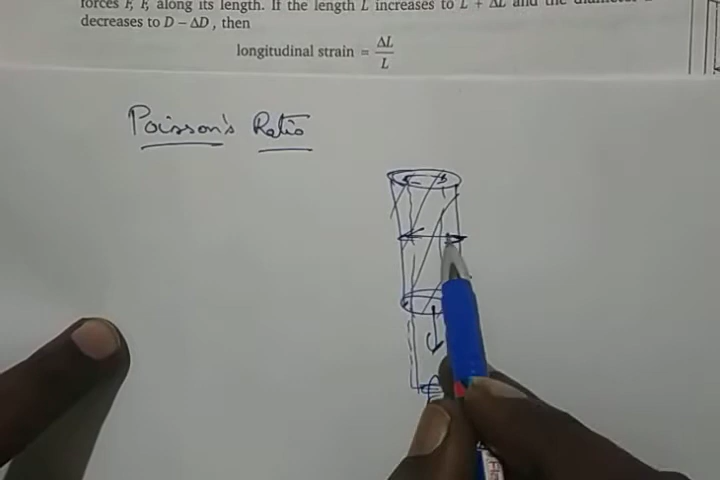 forces F, F, along its length. If the length L increases to L + ΔL and the diameter
decreases to D − ΔD, then
longitudinal strain = ΔL/L
Poisson's Ratio